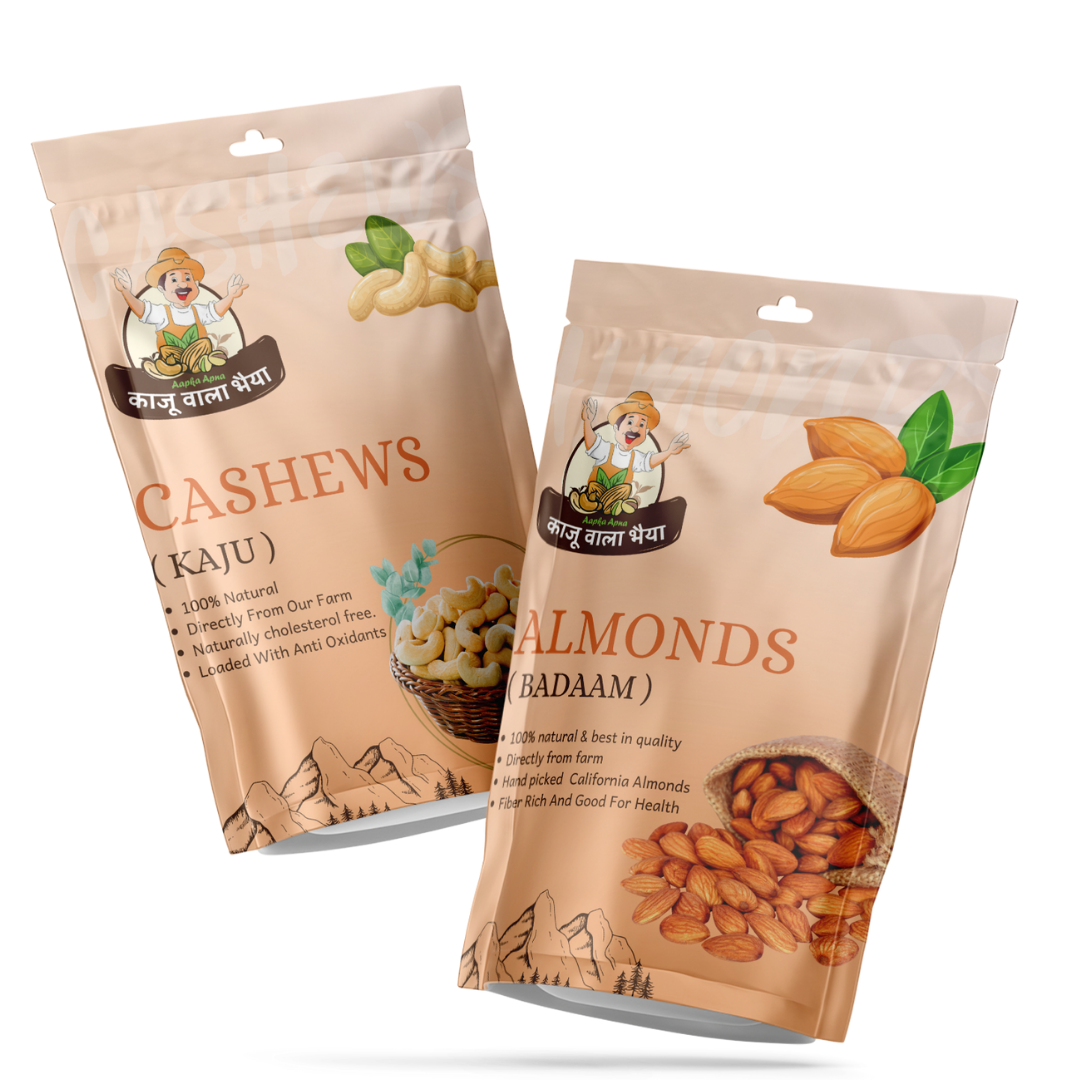 CASHEW
Aapka Apna
काजू वाला भैया
CASHEWS
( KAJU )
• 100% Natural
• Directly From Our Farm
• Naturally cholesterol free.
• Loaded With Anti Oxidants
ALMONDS
Aapka Apna
काजू वाला भैया
ALMONDS
( BADAAM )
• 100% natural & best in quality
• Directly from farm
• Hand picked California Almonds
• Fiber Rich And Good For Health